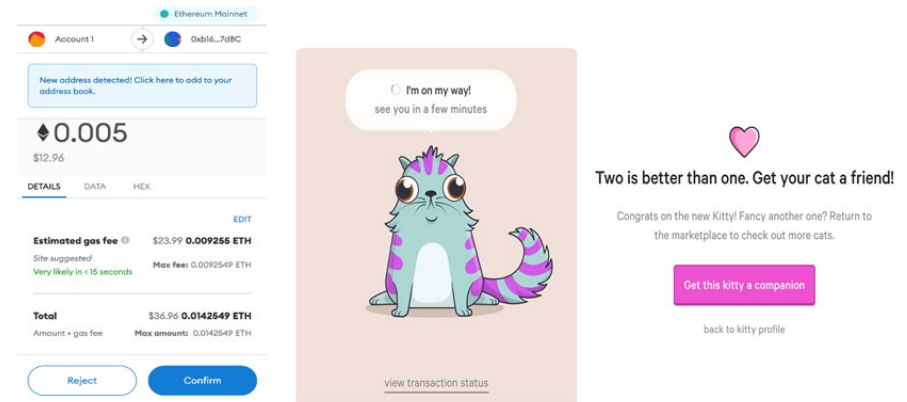 Ethereum Mainnet
Account 1
0xb16...7d8C
New address detected! Click here to add to your
address book.
0.005
$12.96
DETAILS DATA HEX
EDIT
Estimated gas fee $23.99 0.009255 ETH
Site suggested
Very likely in < 15 seconds
Max fee: 0.0092549 ETH
Total $36.96 0.0142549 ETH
Amount + gas fee Max amount: 0.0142549 ETH
Reject Confirm
I'm on my way!
see you in a few minutes
view transaction status
Two is better than one. Get your cat a friend!
Congrats on the new Kitty! Fancy another one? Return to
the marketplace to check out more cats.
Get this kitty a companion
back to kitty profile